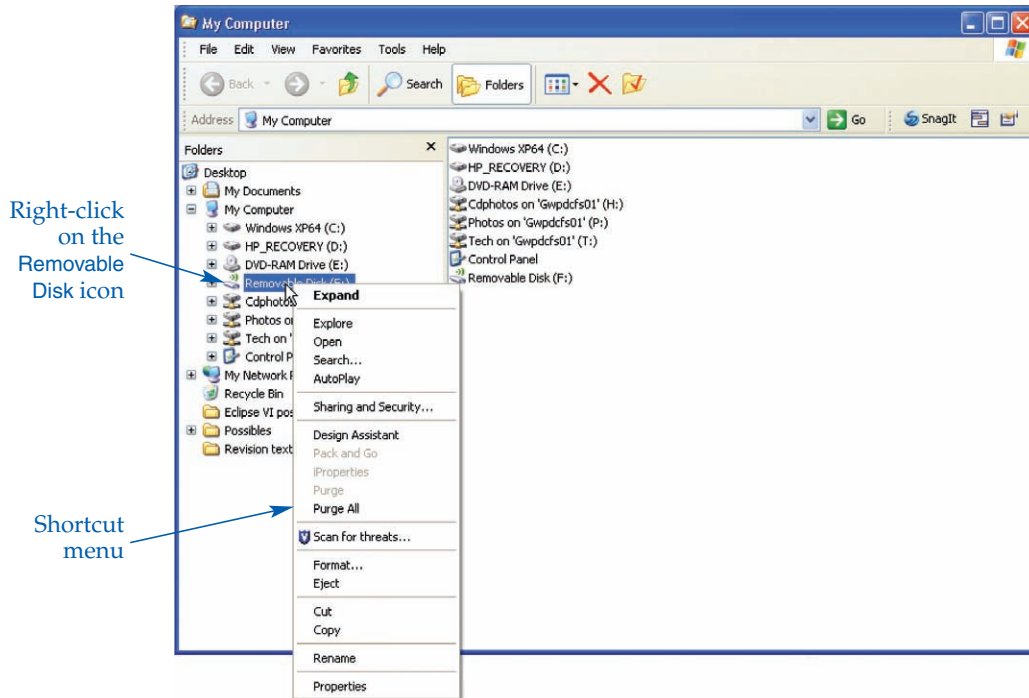 My Computer
File Edit View Favorites Tools Help
Back Search Folders
Address My Computer Go SnagIt
Folders
Desktop
My Documents
My Computer
Windows XP64 (C:)
HP_RECOVERY (D:)
DVD-RAM Drive (E:)
Removable Disk (F:)
Cdphotos
Photos on
Tech on '
Control P
My Network P
Recycle Bin
Eclipse VI pos
Possibles
Revision text
Windows XP64 (C:)
HP_RECOVERY (D:)
DVD-RAM Drive (E:)
Cdphotos on 'Gwpdcfs01' (H:)
Photos on 'Gwpdcfs01' (P:)
Tech on 'Gwpdcfs01' (T:)
Control Panel
Removable Disk (F:)
Expand
Explore
Open
Search...
AutoPlay
Sharing and Security...
Design Assistant
Pack and Go
iProperties
Purge
Purge All
Scan for threats...
Format...
Eject
Cut
Copy
Rename
Properties
Right-click
on the
Removable
Disk icon
Shortcut
menu